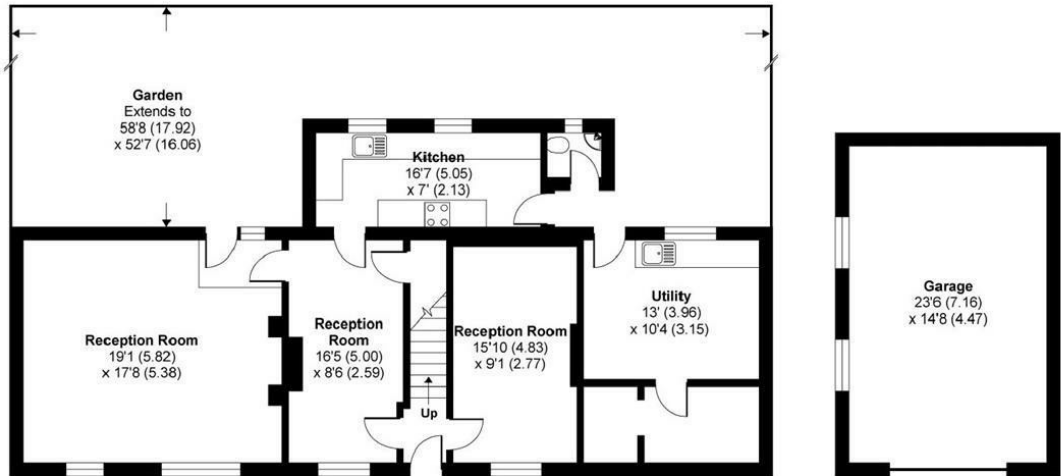 Garden
Extends to
58'8 (17.92)
x 52'7 (16.06)
Kitchen
16'7 (5.05)
x 7' (2.13)
Reception Room
19'1 (5.82)
x 17'8 (5.38)
Reception
Room
16'5 (5.00)
x 8'6 (2.59)
Up
Reception Room
15'10 (4.83)
x 9'1 (2.77)
Utility
13' (3.96)
x 10'4 (3.15)
Garage
23'6 (7.16)
x 14'8 (4.47)